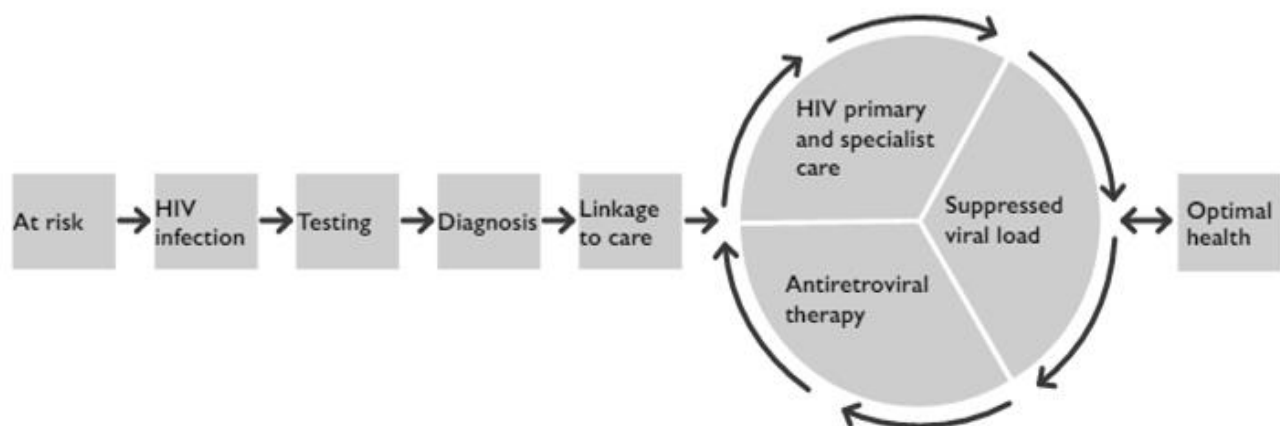 At risk
HIV
infection
Testing
Diagnosis
Linkage
to care
HIV primary
and specialist
care
Suppressed
viral load
Antiretroviral
therapy
Optimal
health